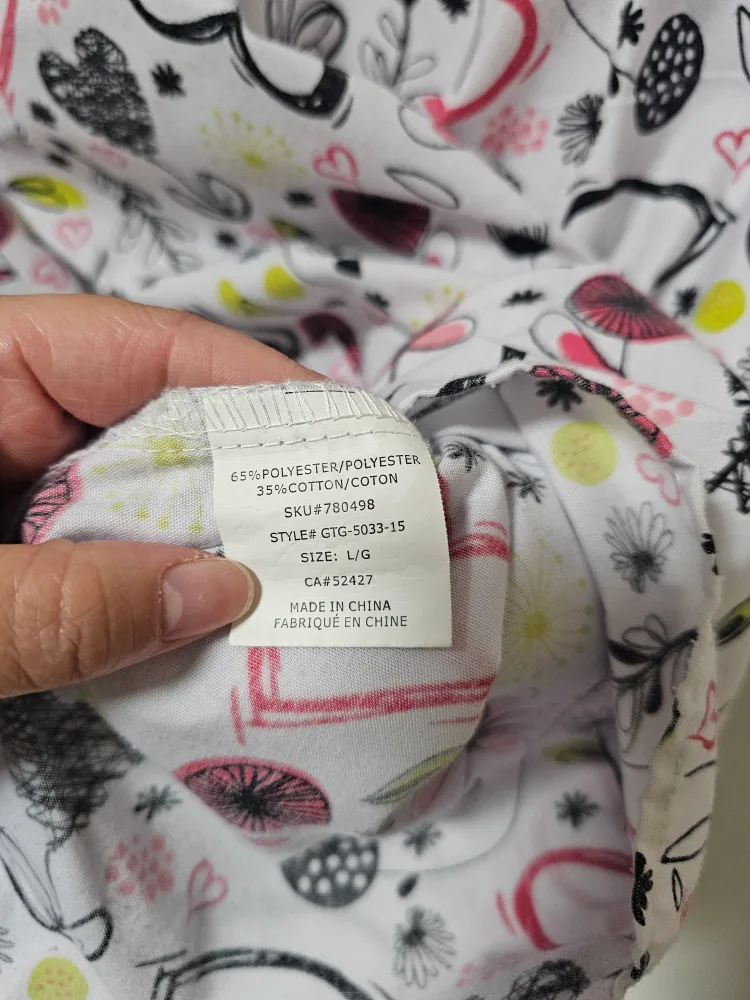 65%POLYESTER/POLYESTER
35%COTTON/COTON
SKU#780498
STYLE# GTG-5033-15
SIZE: L/G
CA#52427
MADE IN CHINA
FABRIQUÉ EN CHINE